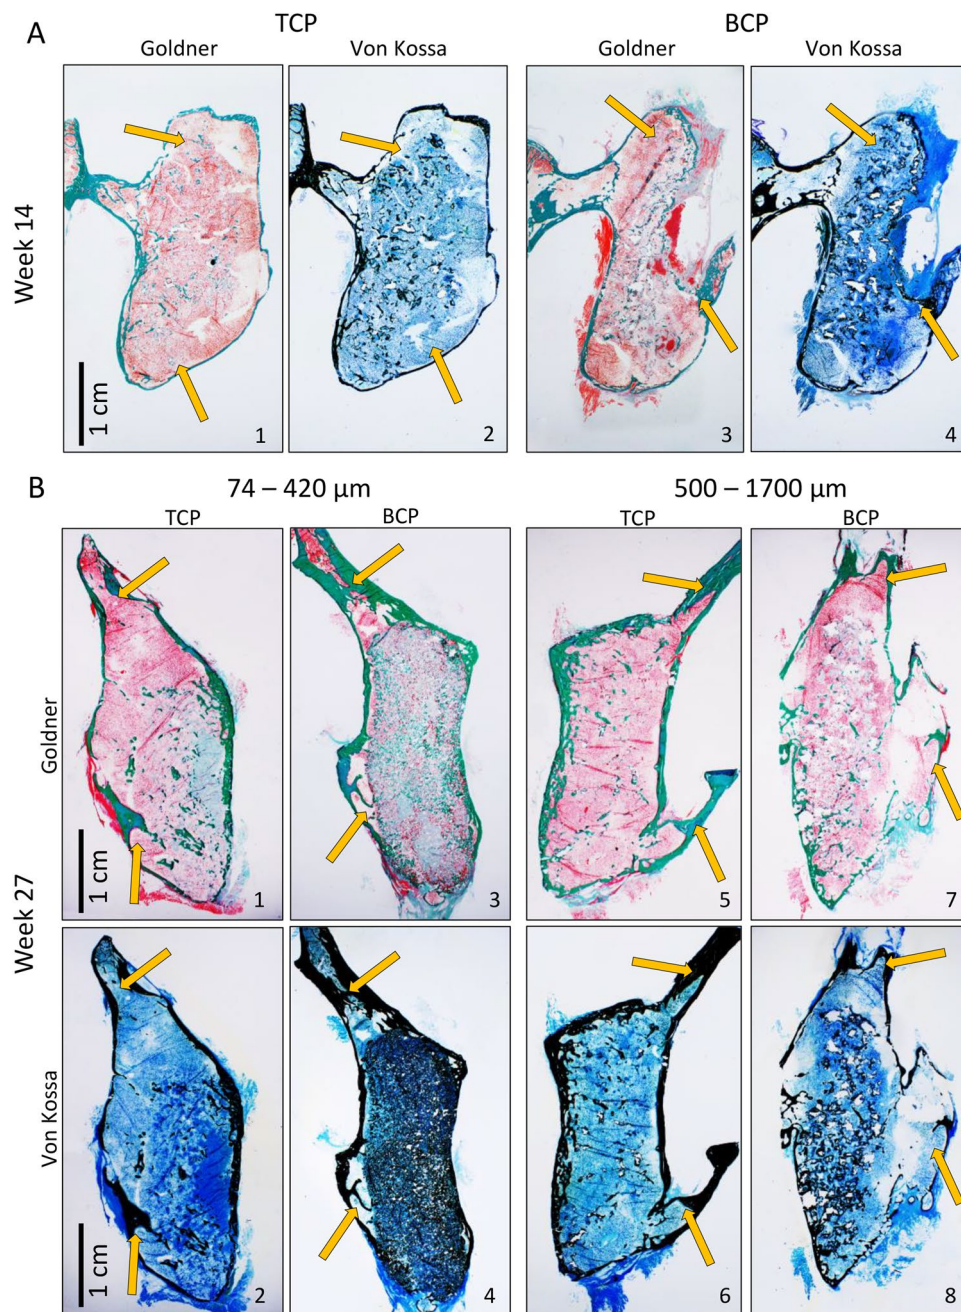 A
TCP
BCP
Goldner
Von Kossa
Goldner
Von Kossa
Week 14
1 cm
1
2
3
4
B
74 – 420 µm
500 – 1700 µm
TCP
BCP
TCP
BCP
Week 27
Goldner
1 cm
1
3
5
7
Von Kossa
1 cm
2
4
6
8